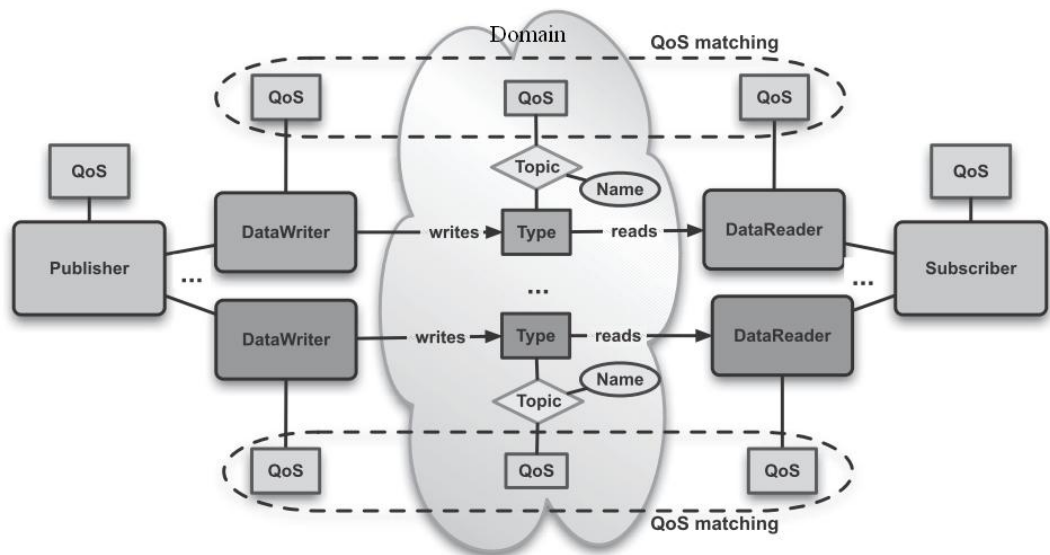 Domain
QoS matching
QoS
QoS
QoS
QoS
QoS
Topic
Name
Publisher
DataWriter
writes
Type
reads
DataReader
Subscriber
...
...
...
DataWriter
writes
Type
reads
DataReader
Name
Topic
QoS
QoS
QoS
QoS matching